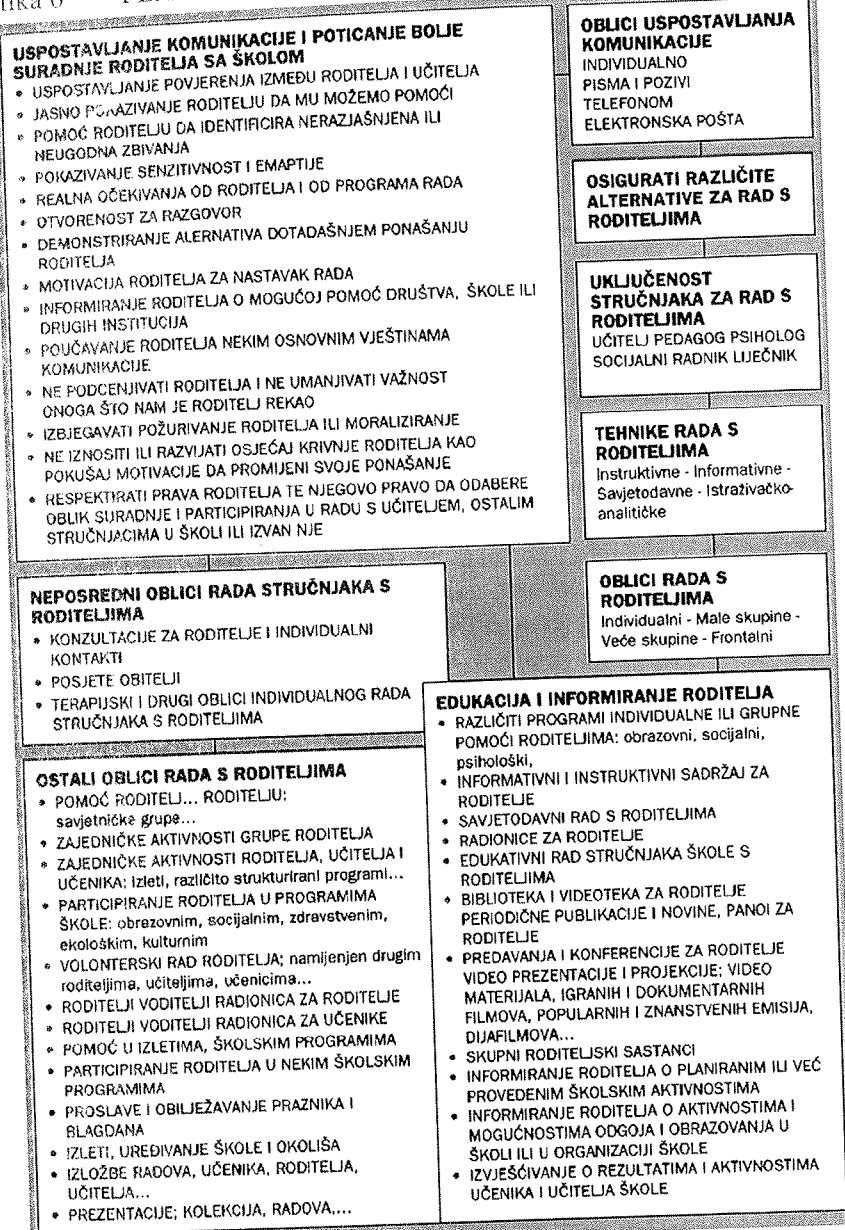 USPOSTAVLJANJE KOMUNIKACIJE I POTICANJE BOLJE
SURADNJE RODITELJA SA ŠKOLOM
• USPOSTAVLJANJE POVJERENJA IZMEĐU RODITELJA I UČITELJA
• JASNO POKAZIVANJE RODITELJU DA MU MOŽEMO POMOĆI
• POMOĆ RODITELJU DA IDENTIFICIRA NERAZJAŠNJENA ILI
NEUGODNA ZBIVANJA
• POKAZIVANJE SENZITIVNOST I EMAPTIJE
• REALNA OČEKIVANJA OD RODITELJA I OD PROGRAMA RADA
• OTVORENOST ZA RAZGOVOR
• DEMONSTRIRANJE ALERNATIVA DOTADAŠNJEM PONAŠANJU
RODITELJA
• MOTIVACIJA RODITELJA ZA NASTAVAK RADA
• INFORMIRANJE RODITELJA O MOGUĆOJ POMOĆ DRUŠTVA, ŠKOLE ILI
DRUGIH INSTITUCIJA
• POUČAVANJE RODITELJA NEKIM OSNOVNIM VJEŠTINAMA
KOMUNIKACIJE
• NE PODCENJIVATI RODITELJA I NE UMANJIVATI VAŽNOST
ONOGA ŠTO NAM JE RODITELJ REKAO
• IZBJEGAVATI POŽURIVANJE RODITELJA ILI MORALIZIRANJE
• NE IZNOSITI ILI RAZVIJATI OSJEĆAJ KRIVNJE RODITELJA KAO
POKUŠAJ MOTIVACIJE DA PROMIJENI SVOJE PONAŠANJE
• RESPEKTIRATI PRAVA RODITELJA TE NJEGOVO PRAVO DA ODABERE
OBLIK SURADNJE I PARTICIPIRANJA U RADU S UČITELJEM, OSTALIM
STRUČNJACIMA U ŠKOLI ILI IZVAN NJE
OBLICI USPOSTAVLJANJA
KOMUNIKACIJE
INDIVIDUALNO
PISMA I POZIVI
TELEFONOM
ELEKTRONSKA POŠTA
OSIGURATI RAZLIČITE
ALTERNATIVE ZA RAD S
RODITELJIMA
UKLJUČENOST
STRUČNJAKA ZA RAD S
RODITELJIMA
UČITELJ PEDAGOG PSIHOLOG
SOCIJALNI RADNIK LIJEČNIK
TEHNIKE RADA S
RODITELJIMA
Instruktivne - Informativne -
Savjetodavne - Istraživačko-
analitičke
OBLICI RADA S
RODITELJIMA
Individualni - Male skupine -
Veće skupine - Frontalni
NEPOSREDNI OBLICI RADA STRUČNJAKA S
RODITELJIMA
• KONZULTACIJE ZA RODITELJE I INDIVIDUALNI
KONTAKTI
• POSJETE OBITELJI
• TERAPIJSKI I DRUGI OBLICI INDIVIDUALNOG RADA
STRUČNJAKA S RODITELJIMA
OSTALI OBLICI RADA S RODITELJIMA
• POMOĆ RODITELJ... RODITELJU:
savjetničke grupe...
• ZAJEDNIČKE AKTIVNOSTI GRUPE RODITELJA
• ZAJEDNIČKE AKTIVNOSTI RODITELJA, UČITELJA I
UČENIKA; izleti, različito strukturirani programi...
• PARTICIPIRANJE RODITELJA U PROGRAMIMA
ŠKOLE: obrazovnim, socijalnim, zdravstvenim,
ekološkim, kulturnim
• VOLONTERSKI RAD RODITELJA; namijenjen drugim
roditeljima, učiteljima, učenicima...
• RODITELJI VODITELJI RADIONICA ZA RODITELJE
• RODITELJI VODITELJI RADIONICA ZA UČENIKE
• POMOĆ U IZLETIMA, ŠKOLSKIM PROGRAMIMA
• PARTICIPIRANJE RODITELJA U NEKIM ŠKOLSKIM
PROGRAMIMA
• PROSLAVE I OBILJEŽAVANJE PRAZNIKA I
BLAGDANA
• IZLETI, UREĐIVANJE ŠKOLE I OKOLIŠA
• IZLOŽBE RADOVA, UČENIKA, RODITELJA,
UČITELJA...
• PREZENTACIJE; KOLEKCIJA, RADOVA,...
EDUKACIJA I INFORMIRANJE RODITELJA
• RAZLIČITI PROGRAMI INDIVIDUALNE ILI GRUPNE
POMOĆI RODITELJIMA: obrazovni, socijalni,
psihološki,
• INFORMATIVNI I INSTRUKTIVNI SADRŽAJ ZA
RODITELJE
• SAVJETODAVNI RAD S RODITELJIMA
• RADIONICE ZA RODITELJE
• EDUKATIVNI RAD STRUČNJAKA ŠKOLE S
RODITELJIMA
• BIBLIOTEKA I VIDEOTEKA ZA RODITELJE
PERIODIČNE PUBLIKACIJE I NOVINE, PANOI ZA
RODITELJE
• PREDAVANJA I KONFERENCIJE ZA RODITELJE
VIDEO PREZENTACIJE I PROJEKCIJE; VIDEO
MATERIJALA, IGRANIH I DOKUMENTARNIH
FILMOVA, POPULARNIH I ZNANSTVENIH EMISIJA,
DIJAFILMOVA...
• SKUPNI RODITELJSKI SASTANCI
• INFORMIRANJE RODITELJA O PLANIRANIM ILI VEĆ
PROVEDENIM ŠKOLSKIM AKTIVNOSTIMA
• INFORMIRANJE RODITELJA O AKTIVNOSTIMA I
MOGUĆNOSTIMA ODGOJA I OBRAZOVANJA U
ŠKOLI ILI U ORGANIZACIJI ŠKOLE
• IZVJEŠĆIVANJE O REZULTATIMA I AKTIVNOSTIMA
UČENIKA I UČITELJA ŠKOLE